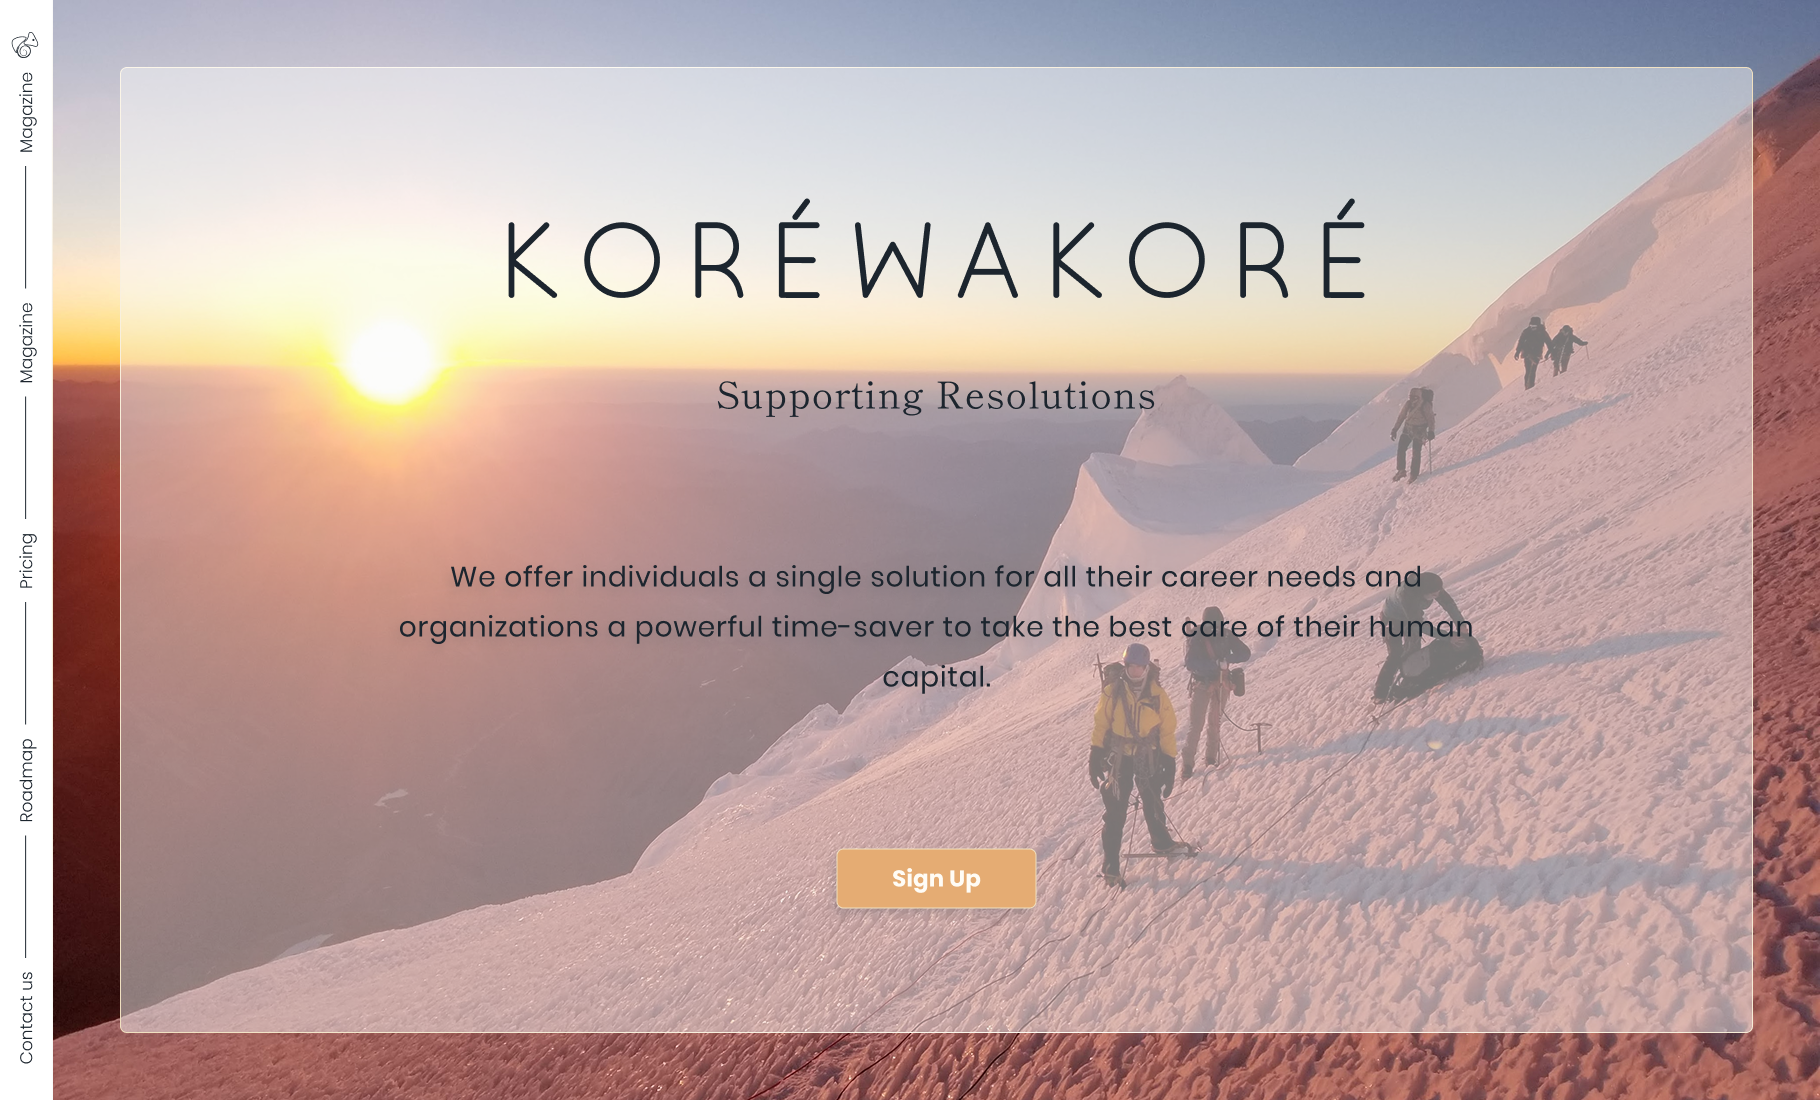 Magazine
Magazine
Pricing
Roadmap
Contact us
KORÉWAKORÉ
Supporting Resolutions
We offer individuals a single solution for all their career needs and
organizations a powerful time-saver to take the best care of their human
capital.
Sign Up